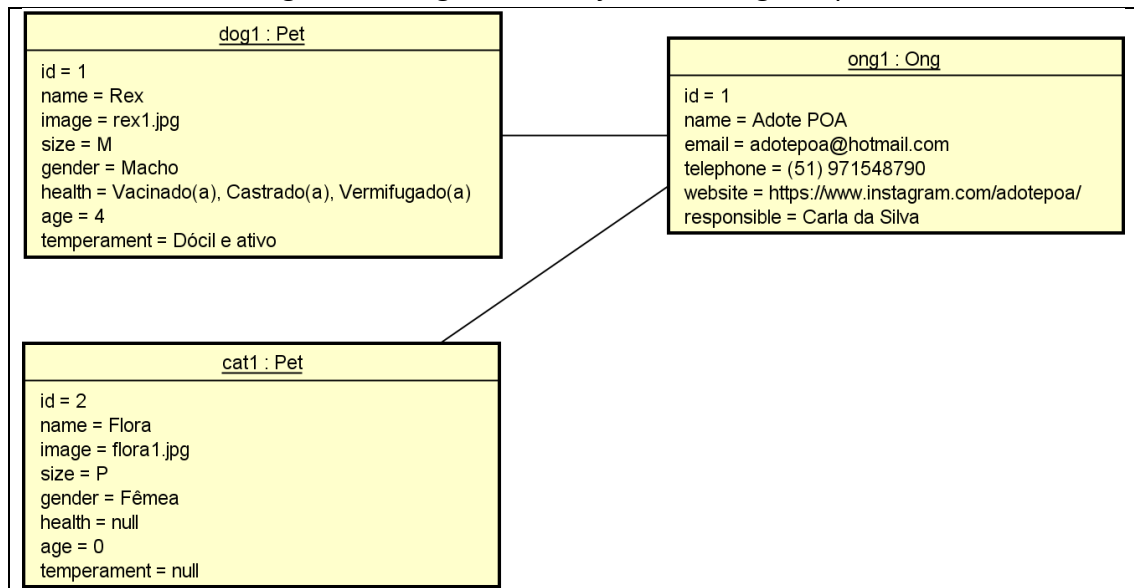 dog1 : Pet
id = 1
name = Rex
image = rex1.jpg
size = M
gender = Macho
health = Vacinado(a), Castrado(a), Vermifugado(a)
age = 4
temperament = Dócil e ativo
ong1 : Ong
id = 1
name = Adote POA
email = adotepoa@hotmail.com
telephone = (51) 971548790
website = https://www.instagram.com/adotepoa/
responsible = Carla da Silva
cat1 : Pet
id = 2
name = Flora
image = flora1.jpg
size = P
gender = Fêmea
health = null
age = 0
temperament = null